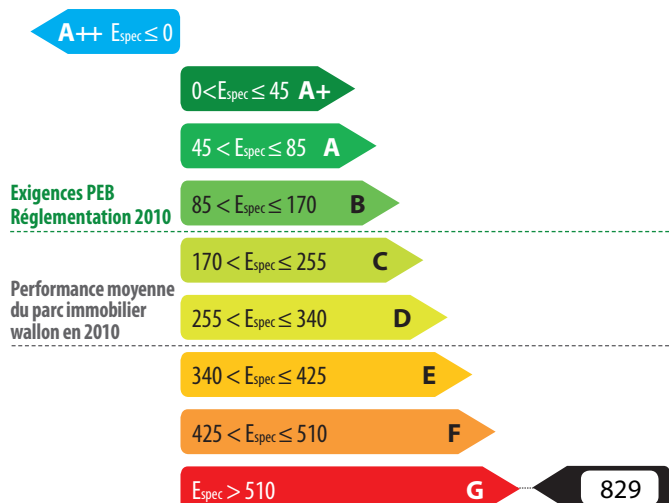 A++ Espec ≤ 0
0<Espec ≤ 45 A+
45 < Espec ≤ 85 A
Exigences PEB
Réglementation 2010
85 < Espec ≤ 170 B
170 < Espec ≤ 255 C
Performance moyenne
du parc immobilier
wallon en 2010
255 < Espec ≤ 340 D
340 < Espec ≤ 425 E
425 < Espec ≤ 510 F
Espec > 510 G
829